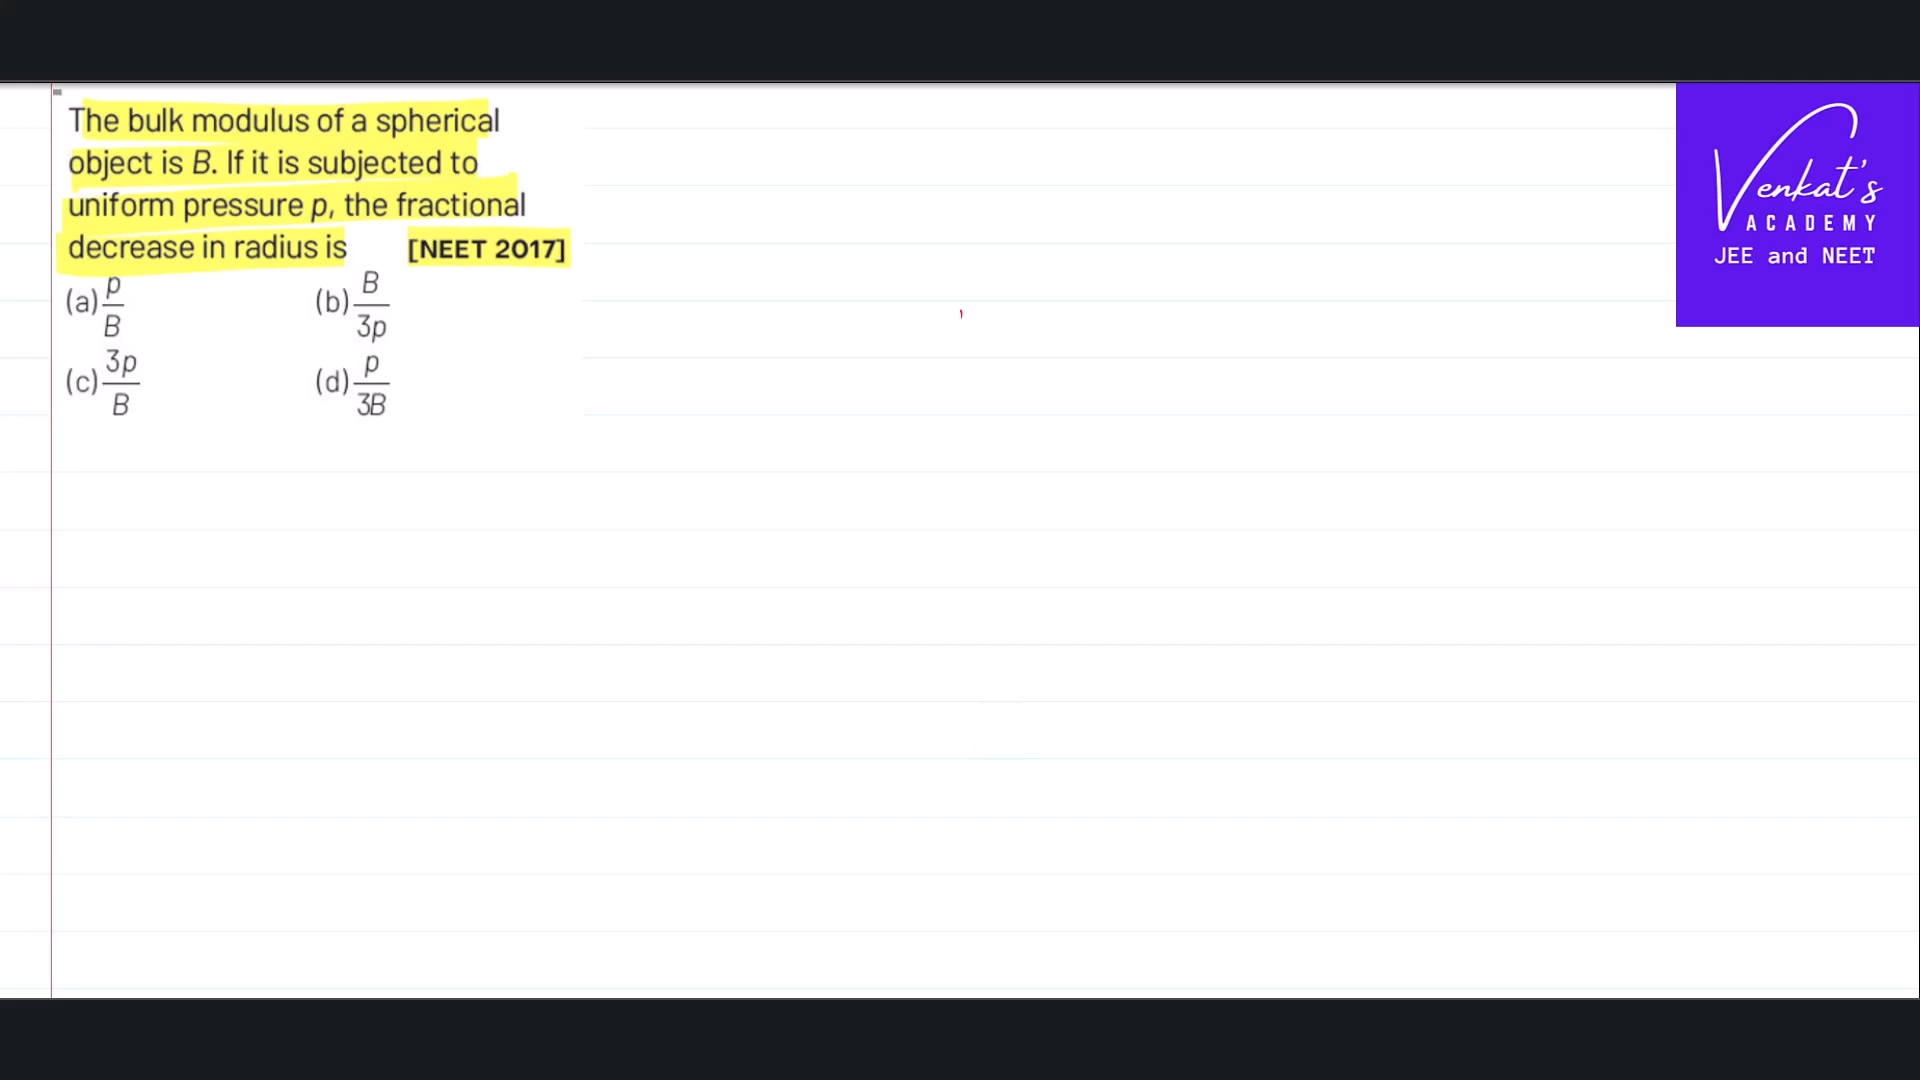 The bulk modulus of a spherical
object is B. If it is subjected to
uniform pressure p, the fractional
decrease in radius is [NEET 2017]
(a) p/B (b) B/3p
(c) 3p/B (d) p/3B
Venkat's
ACADEMY
JEE and NEET